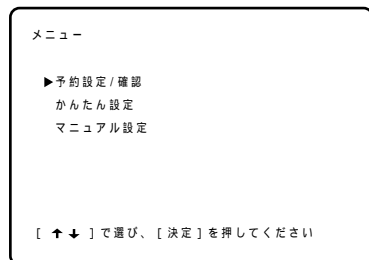 メニュー
▶予約設定/確認
かんたん設定
マニュアル設定
[ ↑↓ ]で選び、[決定]を押してください